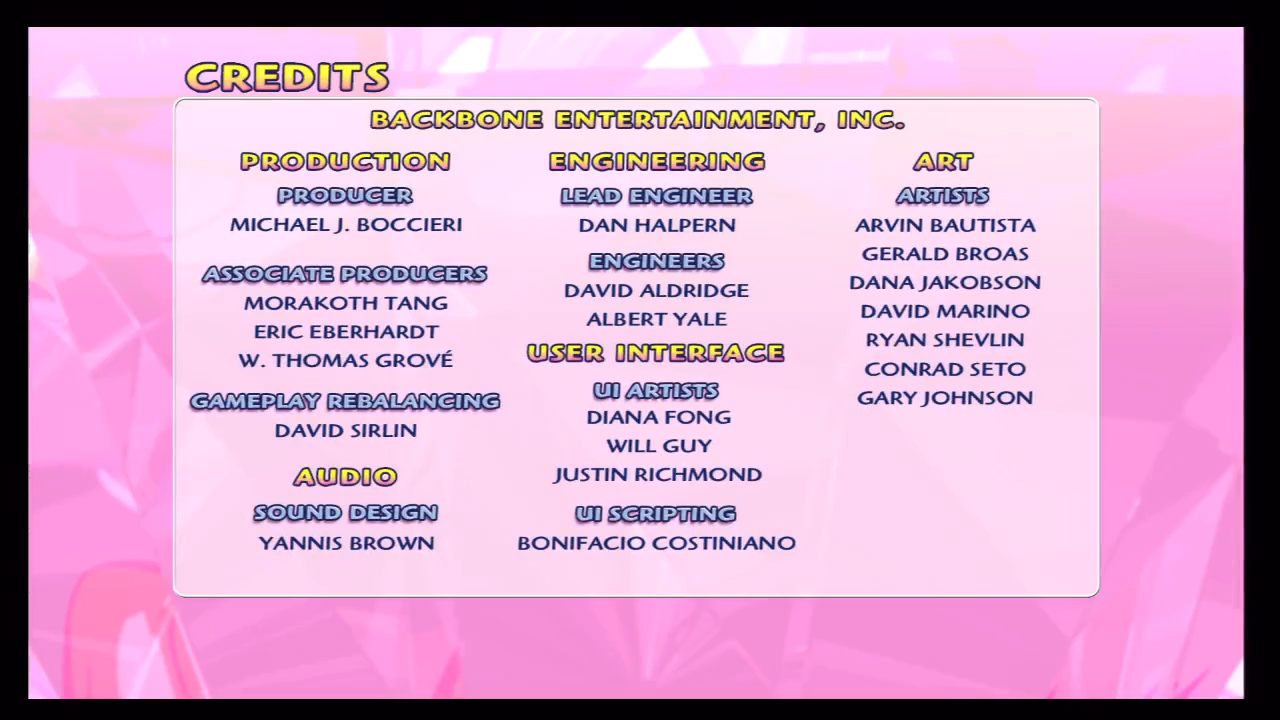 CREDITS
BACKBONE ENTERTAINMENT, INC.
PRODUCTION
PRODUCER
MICHAEL J. BOCCIERI
ASSOCIATE PRODUCERS
MORAKOTH TANG
ERIC EBERHARDT
W. THOMAS GROVÉ
GAMEPLAY REBALANCING
DAVID SIRLIN
AUDIO
SOUND DESIGN
YANNIS BROWN
ENGINEERING
LEAD ENGINEER
DAN HALPERN
ENGINEERS
DAVID ALDRIDGE
ALBERT YALE
USER INTERFACE
UI ARTISTS
DIANA FONG
WILL GUY
JUSTIN RICHMOND
UI SCRIPTING
BONIFACIO COSTINIANO
ART
ARTISTS
ARVIN BAUTISTA
GERALD BROAS
DANA JAKOBSON
DAVID MARINO
RYAN SHEVLIN
CONRAD SETO
GARY JOHNSON